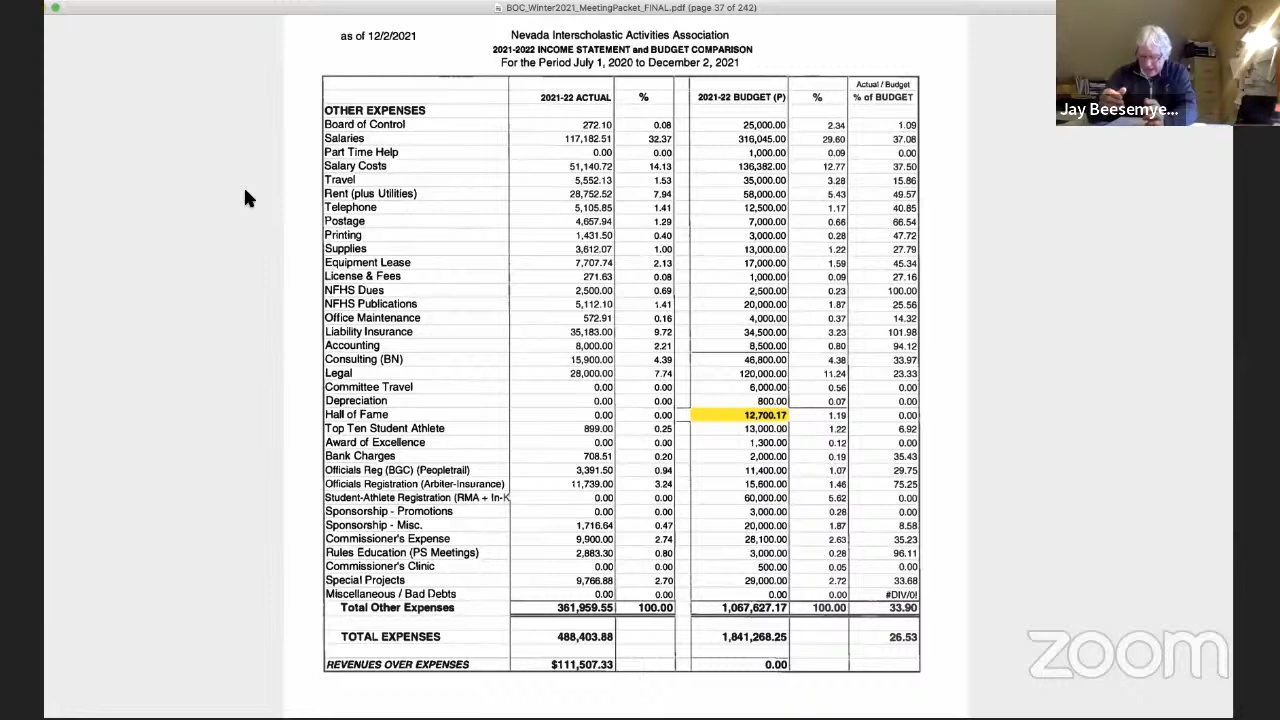 BOC_Winter2021_MeetingPacket_FINAL.pdf (page 37 of 242)
as of 12/2/2021
Nevada Interscholastic Activities Association
2021-2022 INCOME STATEMENT and BUDGET COMPARISON
For the Period July 1, 2020 to December 2, 2021
Actual / Budget
2021-22 ACTUAL % 2021-22 BUDGET (P) % % of BUDGET
OTHER EXPENSES
Board of Control 272.10 0.08 25,000.00 2.34 1.09
Salaries 117,182.51 32.37 316,045.00 29.60 37.08
Part Time Help 0.00 0.00 1,000.00 0.09 0.00
Salary Costs 51,140.72 14.13 136,382.00 12.77 37.50
Travel 5,552.13 1.53 35,000.00 3.28 15.86
Rent (plus Utilities) 28,752.52 7.94 58,000.00 5.43 49.57
Telephone 5,105.85 1.41 12,500.00 1.17 40.85
Postage 4,657.94 1.29 7,000.00 0.66 66.54
Printing 1,431.50 0.40 3,000.00 0.28 47.72
Supplies 3,612.07 1.00 13,000.00 1.22 27.79
Equipment Lease 7,707.74 2.13 17,000.00 1.59 45.34
License & Fees 271.63 0.08 1,000.00 0.09 27.16
NFHS Dues 2,500.00 0.69 2,500.00 0.23 100.00
NFHS Publications 5,112.10 1.41 20,000.00 1.87 25.56
Office Maintenance 572.91 0.16 4,000.00 0.37 14.32
Liability Insurance 35,183.00 9.72 34,500.00 3.23 101.98
Accounting 8,000.00 2.21 8,500.00 0.80 94.12
Consulting (BN) 15,900.00 4.39 46,800.00 4.38 33.97
Legal 28,000.00 7.74 120,000.00 11.24 23.33
Committee Travel 0.00 0.00 6,000.00 0.56 0.00
Depreciation 0.00 0.00 800.00 0.07 0.00
Hall of Fame 0.00 0.00 12,700.17 1.19 0.00
Top Ten Student Athlete 899.00 0.25 13,000.00 1.22 6.92
Award of Excellence 0.00 0.00 1,300.00 0.12 0.00
Bank Charges 708.51 0.20 2,000.00 0.19 35.43
Officials Reg (BGC) (Peopletrail) 3,391.50 0.94 11,400.00 1.07 29.75
Officials Registration (Arbiter-Insurance) 11,739.00 3.24 15,600.00 1.46 75.25
Student-Athlete Registration (RMA + In-K 0.00 0.00 60,000.00 5.62 0.00
Sponsorship - Promotions 0.00 0.00 3,000.00 0.28 0.00
Sponsorship - Misc. 1,716.64 0.47 20,000.00 1.87 8.58
Commissioner's Expense 9,900.00 2.74 28,100.00 2.63 35.23
Rules Education (PS Meetings) 2,883.30 0.80 3,000.00 0.28 96.11
Commissioner's Clinic 0.00 0.00 500.00 0.05 0.00
Special Projects 9,766.88 2.70 29,000.00 2.72 33.68
Miscellaneous / Bad Debts 0.00 0.00 0.00 0.00 #DIV/0!
Total Other Expenses 361,959.55 100.00 1,067,627.17 100.00 33.90
TOTAL EXPENSES 488,403.88 1,841,268.25 26.53
REVENUES OVER EXPENSES $111,507.33 0.00
Jay Beesemye...
zoom